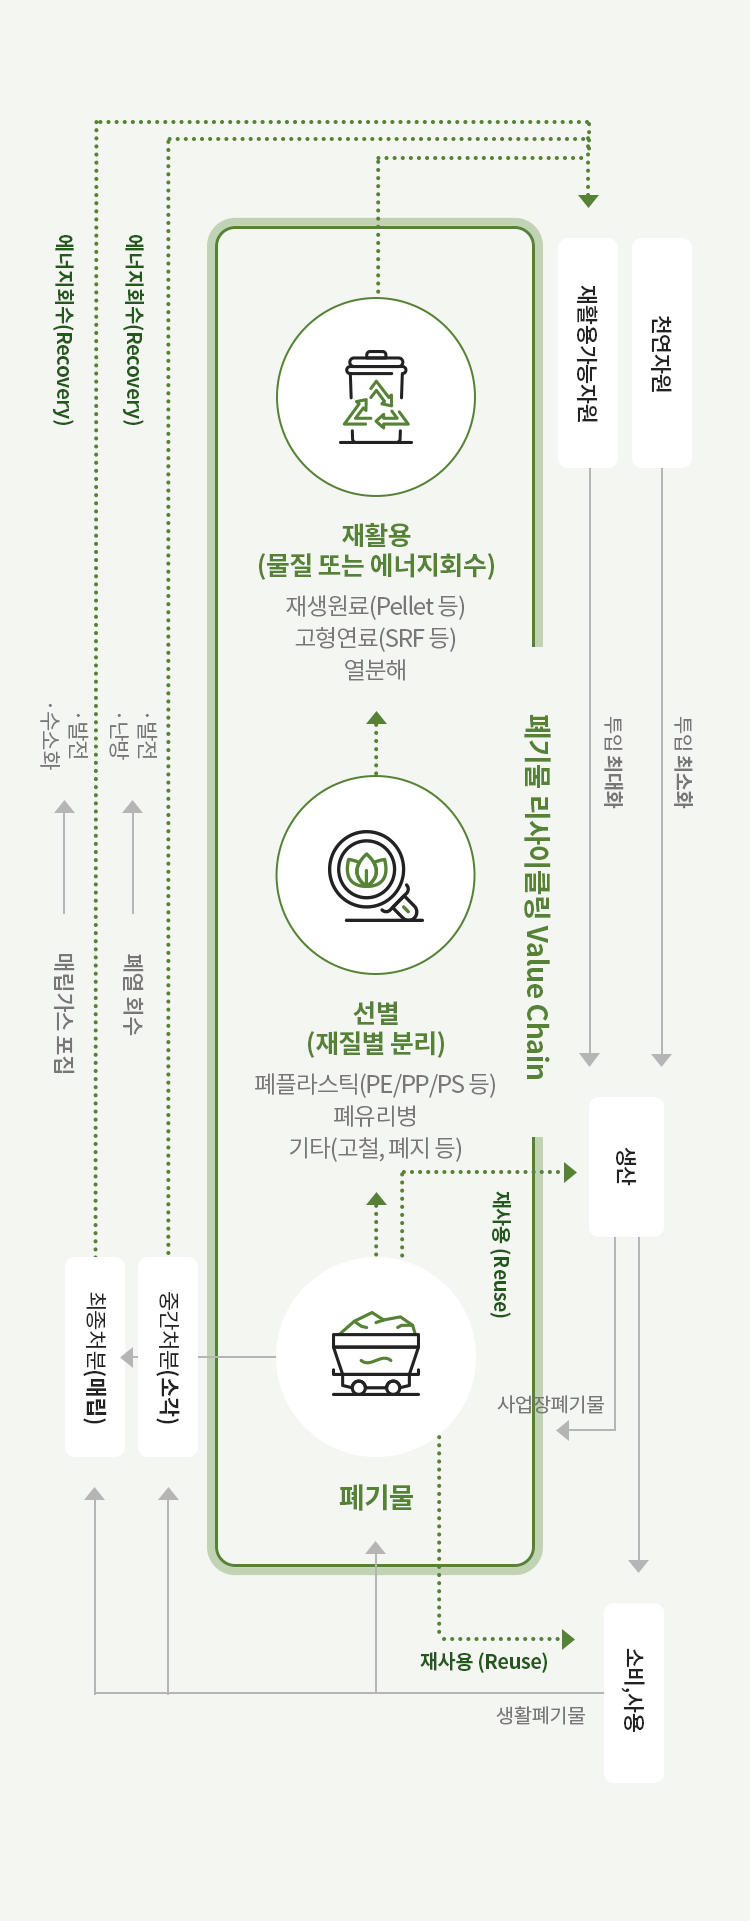 에너지회수(Recovery)
에너지회수(Recovery)
재활용가능자원
천연자원
재활용
(물질 또는 에너지회수)
재생원료(Pellet 등)
고형연료(SRF 등)
열분해
· 발전
· 수소화
· 발전
· 난방
투입 최대화
투입 최소화
폐기물 리사이클링 Value Chain
매립가스 포집
폐열 회수
선별
(재질별 분리)
폐플라스틱(PE/PP/PS 등)
폐유리병
기타(고철, 폐지 등)
재사용 (Reuse)
생산
최종처분(매립)
중간처분(소각)
사업장폐기물
폐기물
재사용 (Reuse)
소비,사용
생활폐기물